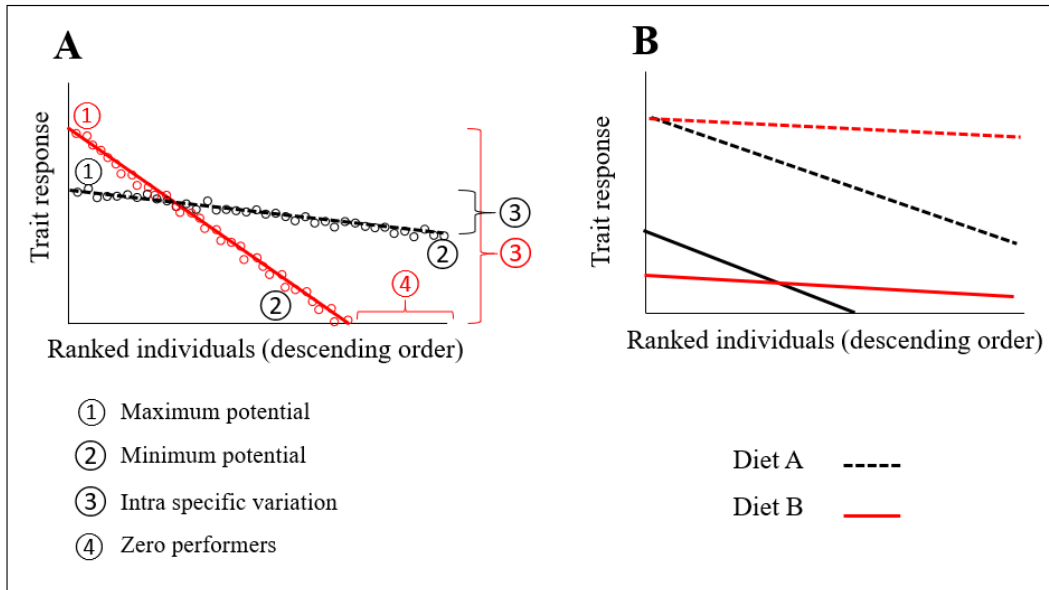 A
B
Trait response
1
1
3
3
2
2
4
Ranked individuals (descending order)
Trait response
Ranked individuals (descending order)
1 Maximum potential
2 Minimum potential
3 Intra specific variation
4 Zero performers
Diet A
Diet B